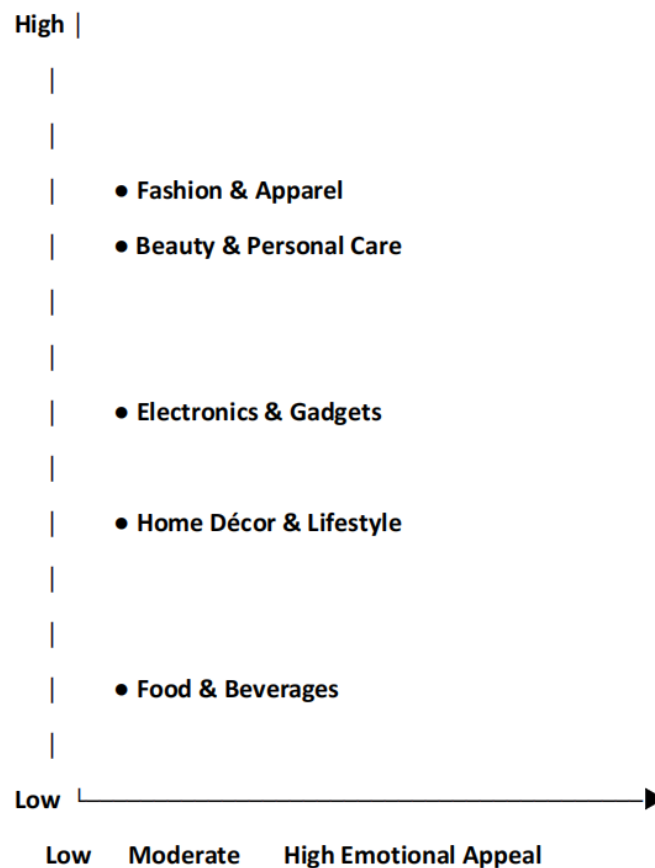 High |
|
|
| ● Fashion & Apparel
| ● Beauty & Personal Care
|
|
| ● Electronics & Gadgets
|
| ● Home Décor & Lifestyle
|
|
| ● Food & Beverages
|
Low └────────────────────────►
Low Moderate High Emotional Appeal